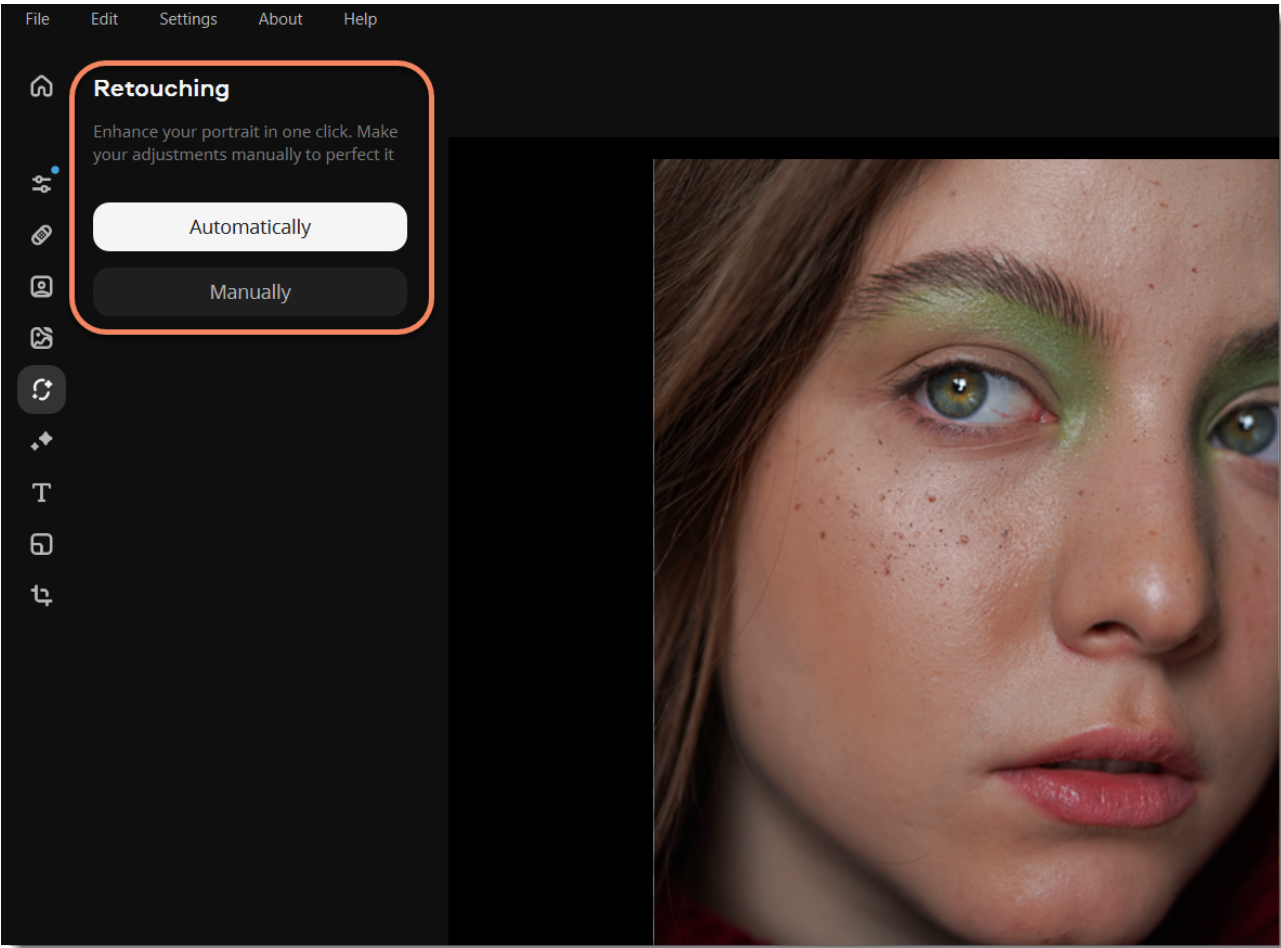 File Edit Settings About Help
Retouching
Enhance your portrait in one click. Make
your adjustments manually to perfect it
Automatically
Manually